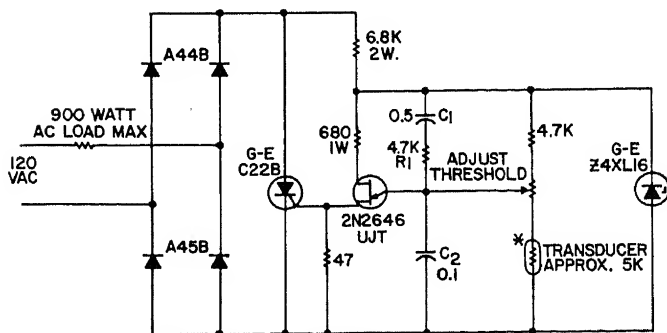 A44B
6.8K
2W.
900 WATT
AC LOAD MAX
120
VAC
A45B
G-E
C22B
680
1W
0.5
C1
4.7K
R1
2N2646
UJT
47
C2
0.1
ADJUST
THRESHOLD
4.7K
G-E
Z4XL16
*
TRANSDUCER
APPROX. 5K